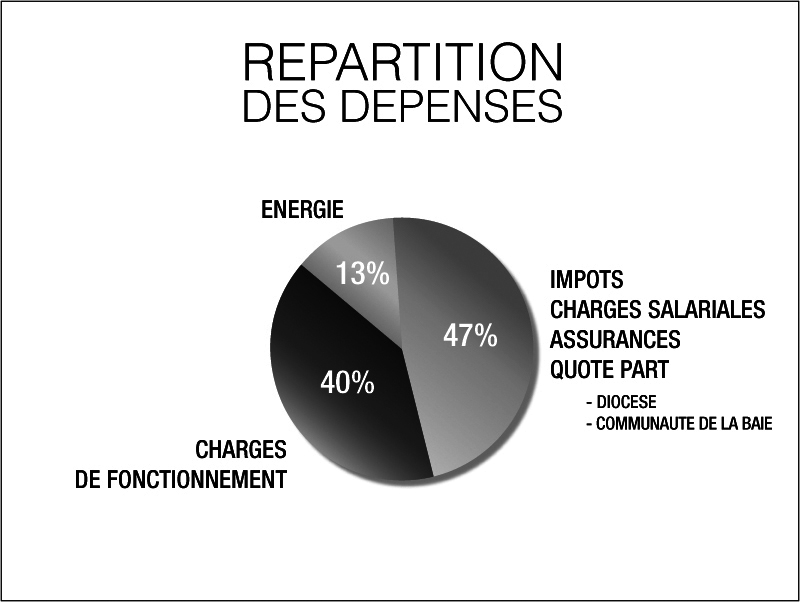 REPARTITION
DES DEPENSES
ENERGIE
13%
47%
40%
IMPOTS
CHARGES SALARIALES
ASSURANCES
QUOTE PART
- DIOCESE
- COMMUNAUTE DE LA BAIE
CHARGES
DE FONCTIONNEMENT